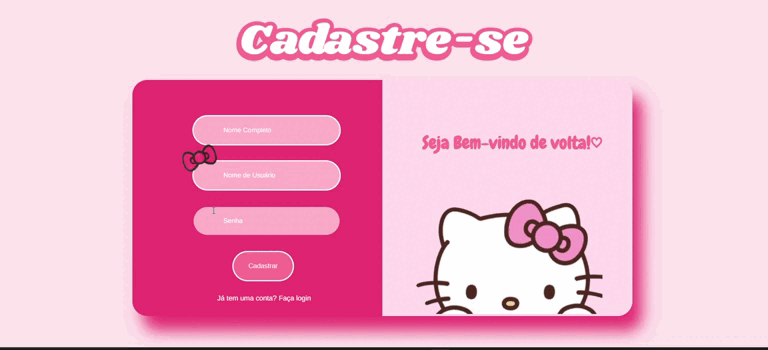 Cadastre-se
Nome Completo
Nome de Usuário
Senha
Cadastrar
Já tem uma conta? Faça login
Seja Bem-vindo de volta!♡